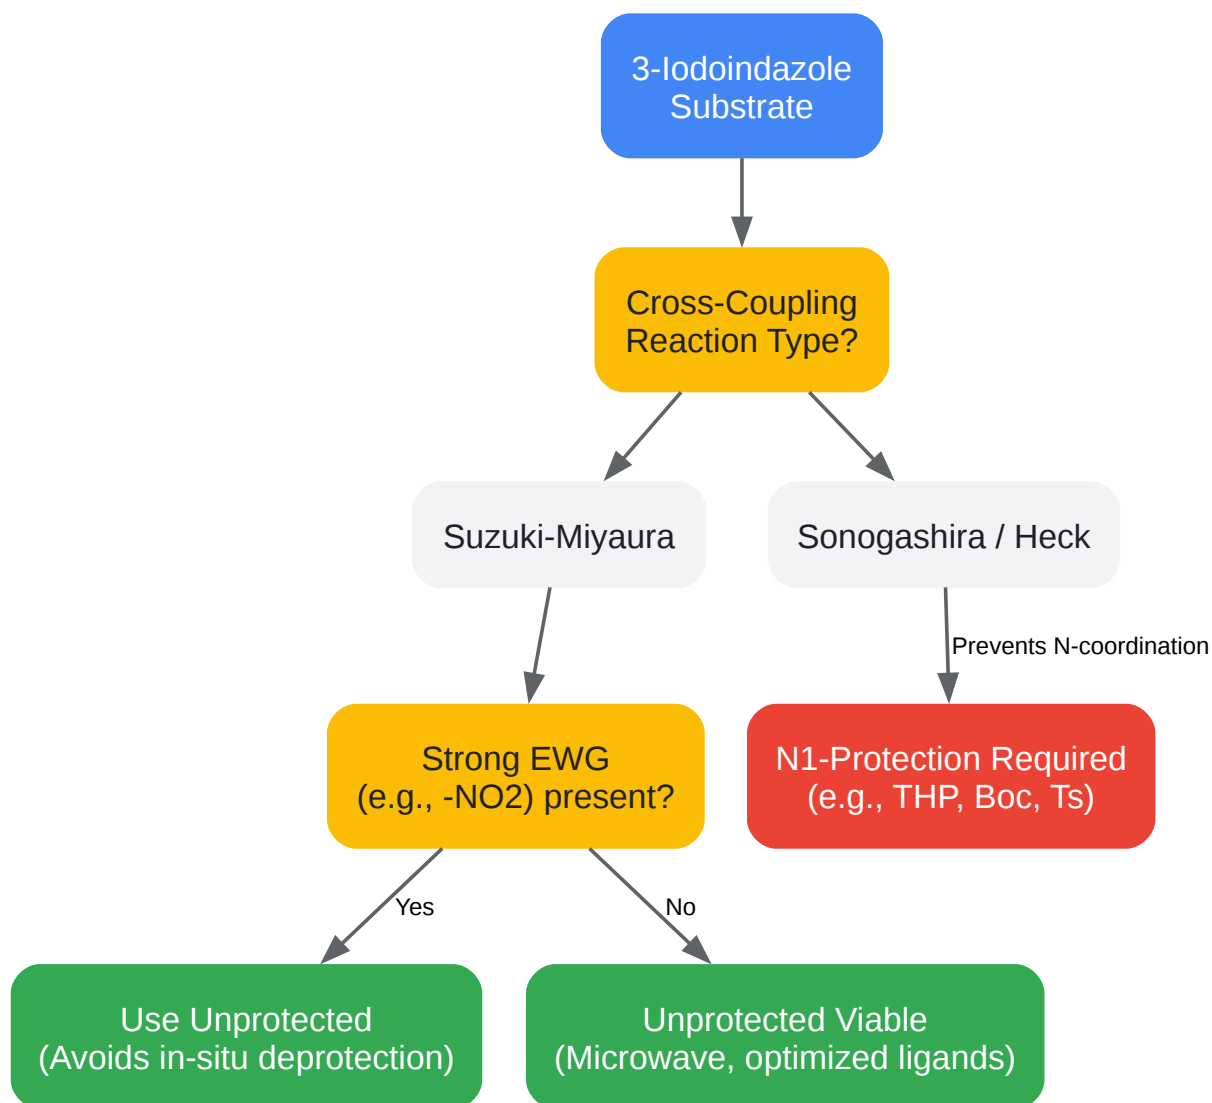 3-Iodoindazole
Substrate
Cross-Coupling
Reaction Type?
Suzuki-Miyaura
Sonogashira / Heck
Prevents N-coordination
Strong EWG
(e.g., -NO2) present?
N1-Protection Required
(e.g., THP, Boc, Ts)
Yes
No
Use Unprotected
(Avoids in-situ deprotection)
Unprotected Viable
(Microwave, optimized ligands)